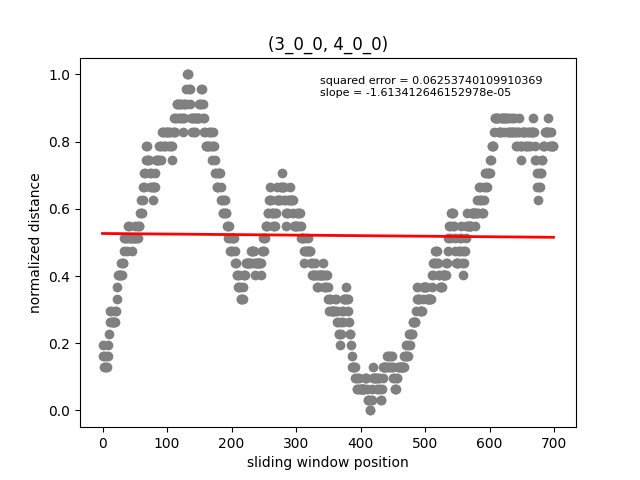 (3_0_0, 4_0_0)
squared error = 0.06253740109910369
slope = -1.613412646152978e-05
1.0
0.8
0.6
0.4
0.2
0.0
normalized distance
0 100 200 300 400 500 600 700
sliding window position